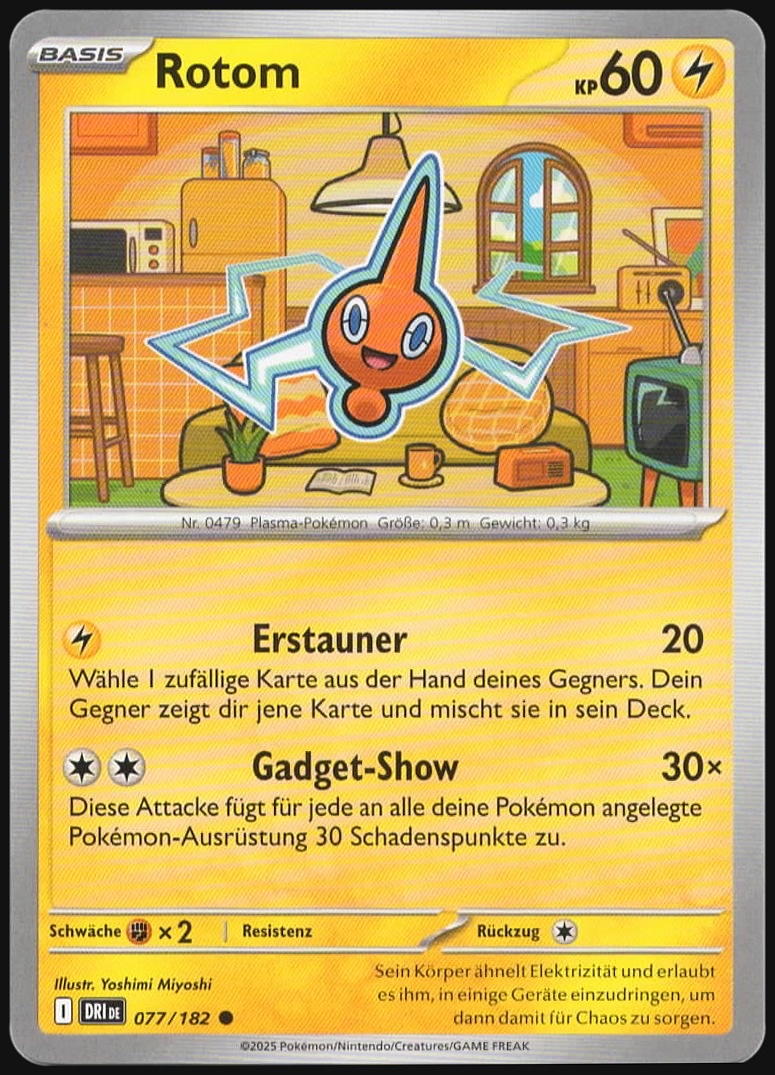 BASIS
Rotom
KP60
Nr. 0479 Plasma-Pokémon Größe: 0,3 m Gewicht: 0,3 kg
Erstauner 20
Wähle 1 zufällige Karte aus der Hand deines Gegners. Dein
Gegner zeigt dir jene Karte und mischt sie in sein Deck.
Gadget-Show 30×
Diese Attacke fügt für jede an alle deine Pokémon angelegte
Pokémon-Ausrüstung 30 Schadenspunkte zu.
Schwäche ×2 Resistenz Rückzug
Illustr. Yoshimi Miyoshi
I DRI DE 077/182
Sein Körper ähnelt Elektrizität und erlaubt
es ihm, in einige Geräte einzudringen, um
dann damit für Chaos zu sorgen.
©2025 Pokémon/Nintendo/Creatures/GAME FREAK